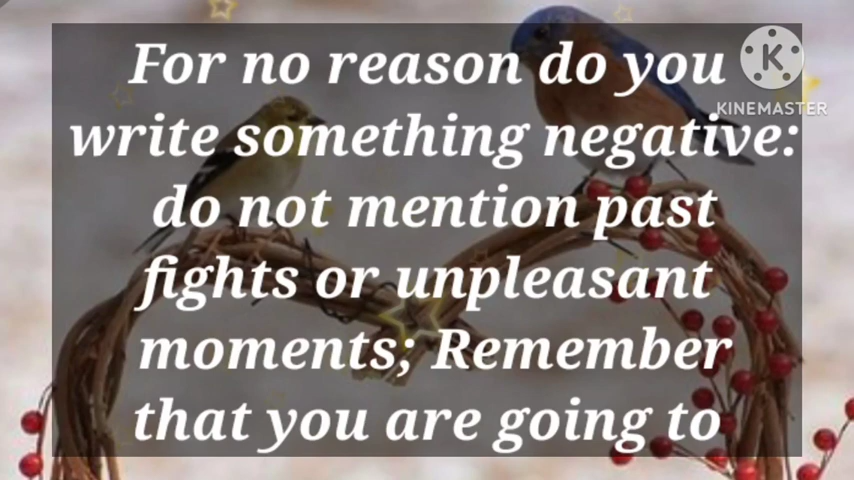 For no reason do you
write something negative:
do not mention past
fights or unpleasant
moments; Remember
that you are going to
K
KINEMASTER